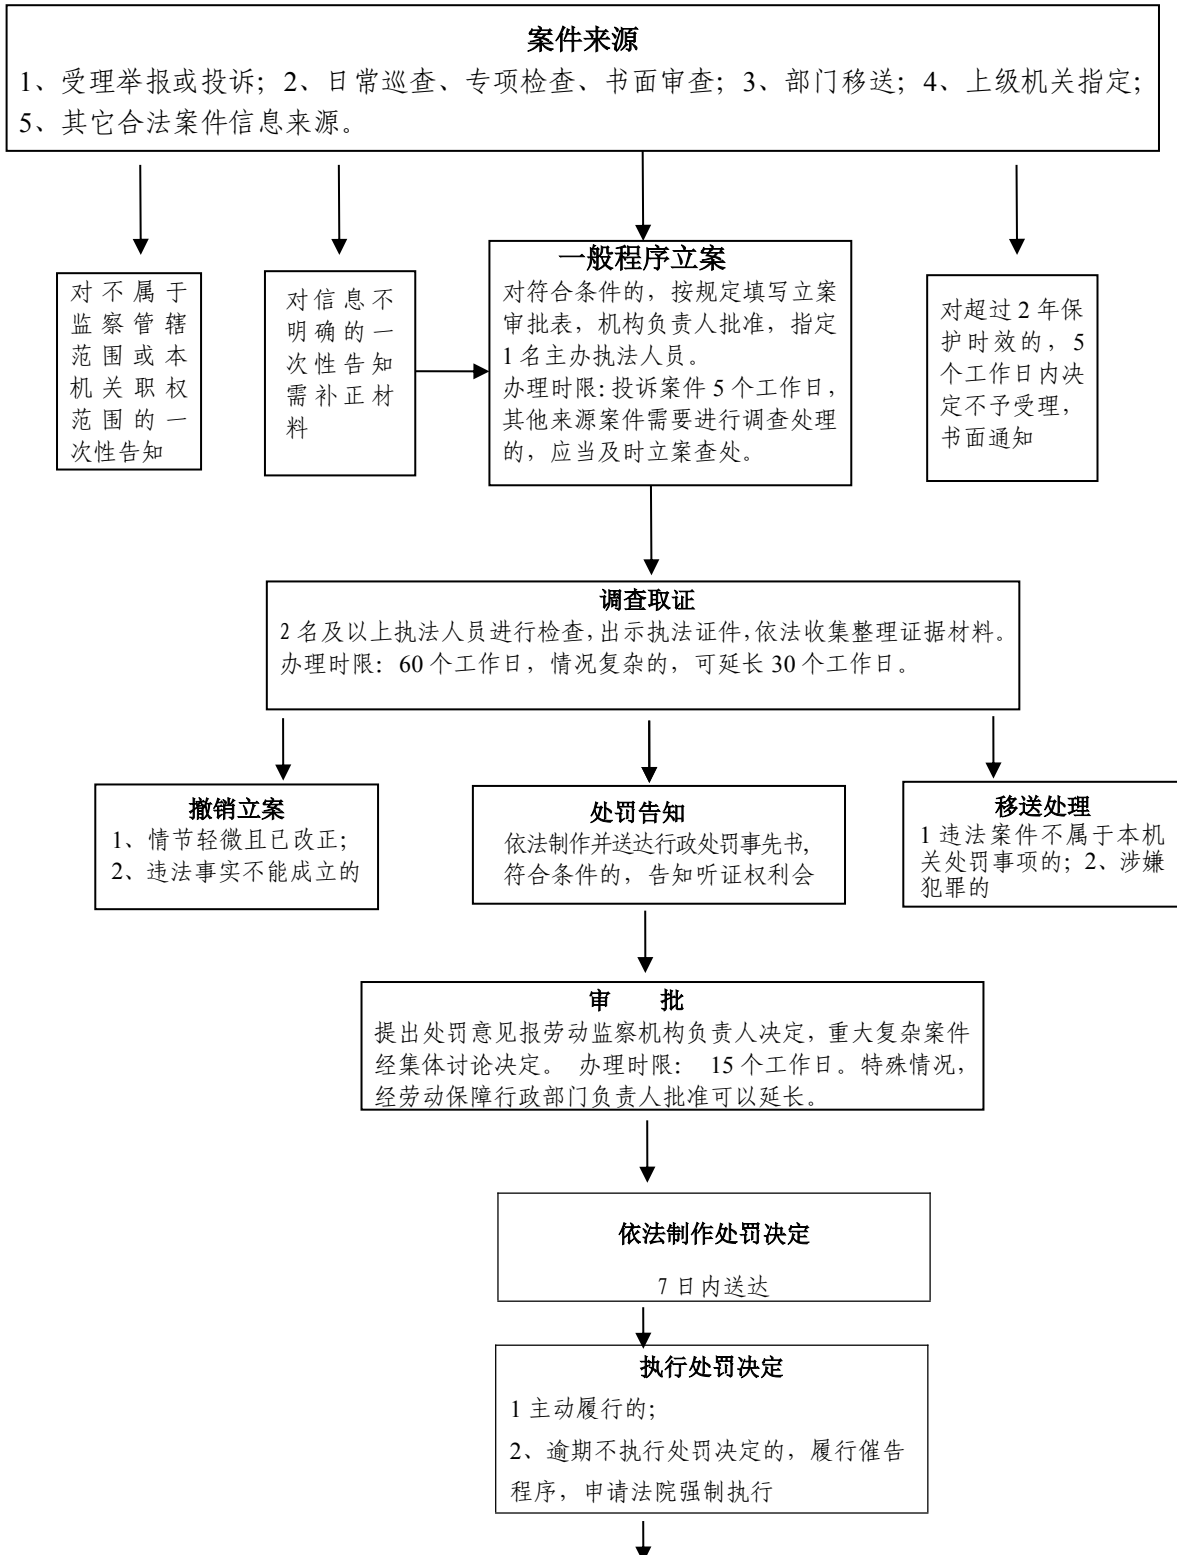 案件来源
1、受理举报或投诉；2、日常巡查、专项检查、书面审查；3、部门移送；4、上级机关指定；
5、其它合法案件信息来源。
对不属于
监察管辖
范围或本
机关职权
范围的一
次性告知
对信息不
明确的一
次性告知
需补正材
料
一般程序立案
对符合条件的，按规定填写立案
审批表，机构负责人批准，指定
1名主办执法人员。
办理时限：投诉案件 5 个工作日，
其他来源案件需要进行调查处理
的，应当及时立案查处。
对超过 2 年保
护时效的，5
个工作日内决
定不予受理，
书面通知
调查取证
2 名及以上执法人员进行检查，出示执法证件，依法收集整理证据材料。
办理时限：60 个工作日，情况复杂的，可延长 30 个工作日。
撤销立案
1、情节轻微且已改正；
2、违法事实不能成立的
处罚告知
依法制作并送达行政处罚事先书，
符合条件的，告知听证权利会
移送处理
1 违法案件不属于本机
关处罚事项的；2、涉嫌
犯罪的
审 批
提出处罚意见报劳动监察机构负责人决定，重大复杂案件
经集体讨论决定。 办理时限： 15 个工作日。特殊情况，
经劳动保障行政部门负责人批准可以延长。
依法制作处罚决定
7 日内送达
执行处罚决定
1 主动履行的；
2、逾期不执行处罚决定的，履行催告
程序，申请法院强制执行